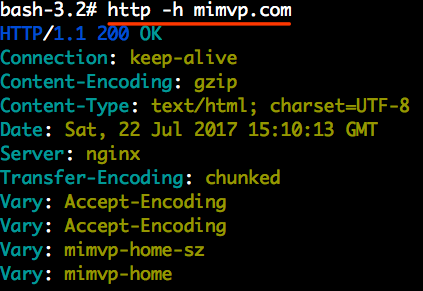 bash-3.2# http -h mimvp.com
HTTP/1.1 200 OK
Connection: keep-alive
Content-Encoding: gzip
Content-Type: text/html; charset=UTF-8
Date: Sat, 22 Jul 2017 15:10:13 GMT
Server: nginx
Transfer-Encoding: chunked
Vary: Accept-Encoding
Vary: Accept-Encoding
Vary: mimvp-home-sz
Vary: mimvp-home